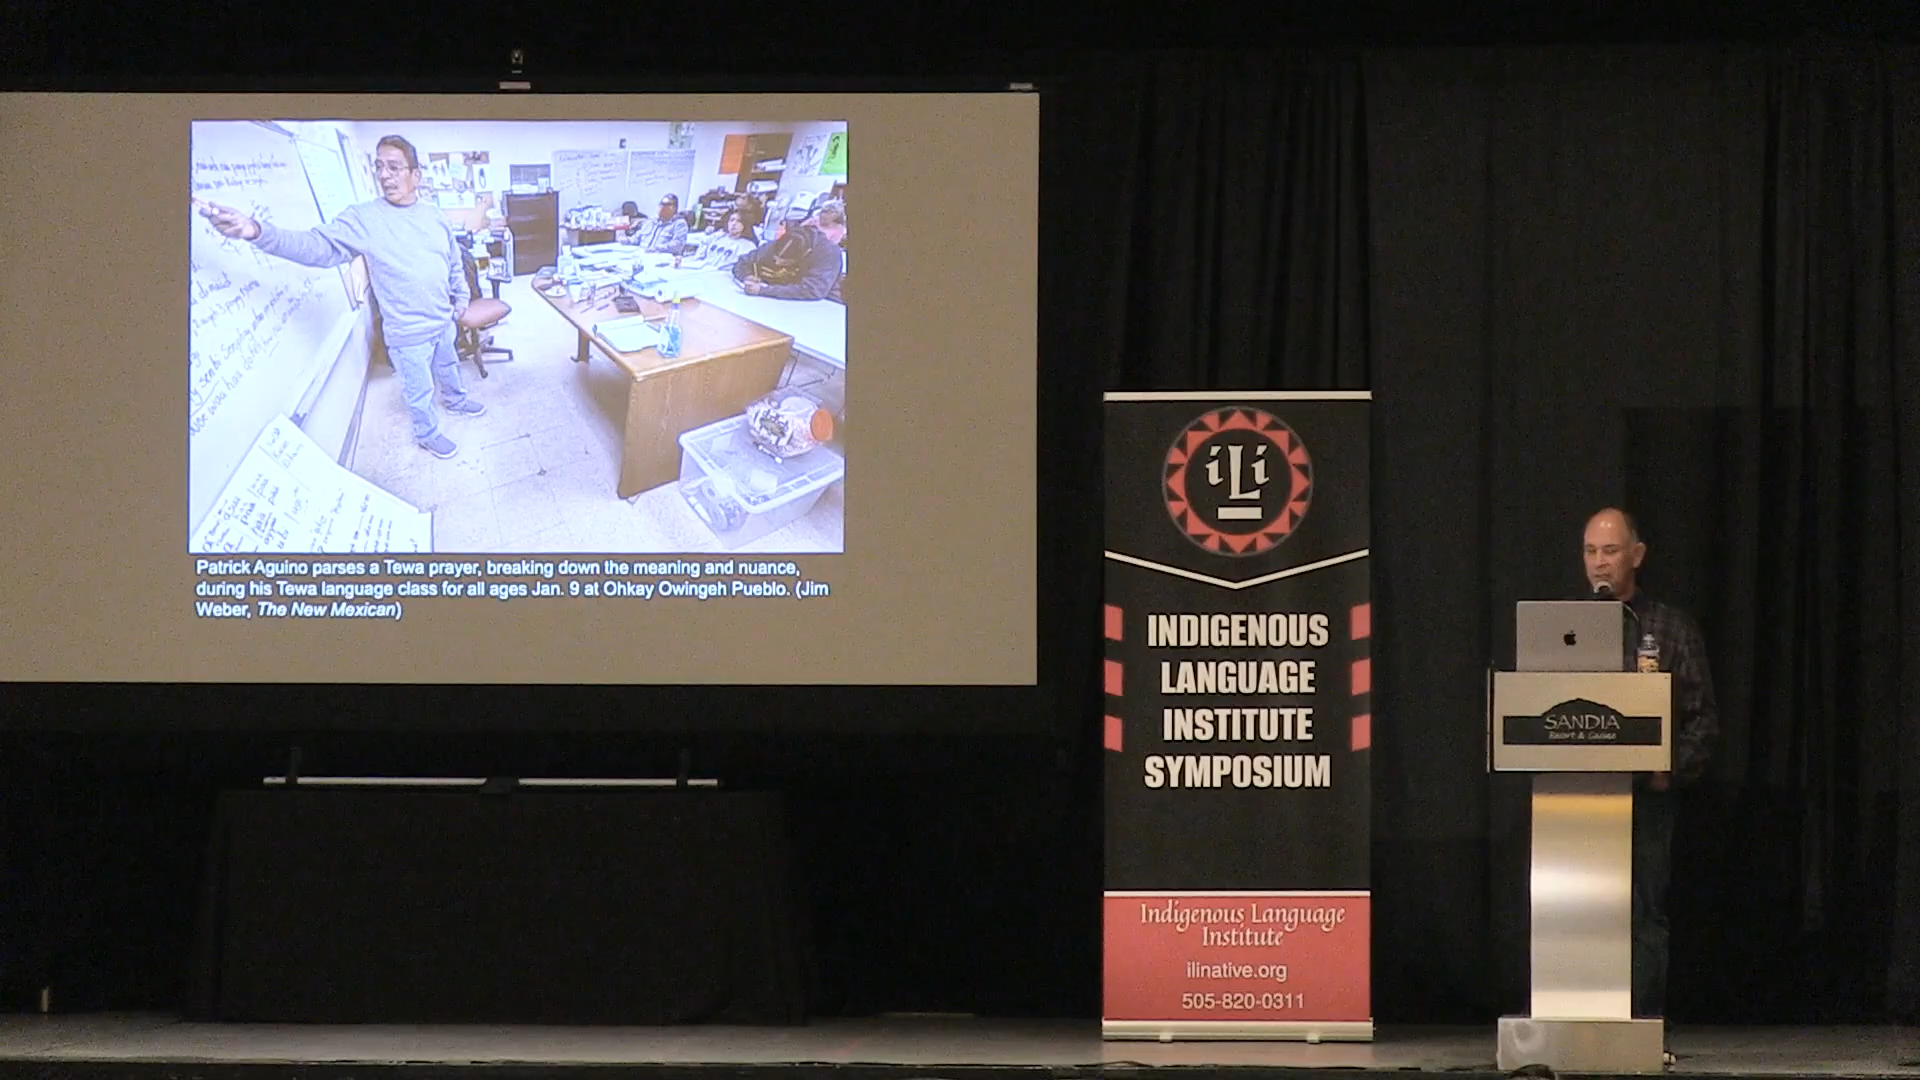 Patrick Aguino parses a Tewa prayer, breaking down the meaning and nuance,
during his Tewa language class for all ages Jan. 9 at Ohkay Owingeh Pueblo. (Jim
Weber, The New Mexican)
iLi
INDIGENOUS
LANGUAGE
INSTITUTE
SYMPOSIUM
Indigenous Language
Institute
ilinative.org
505-820-0311
SANDIA
Resort & Casino